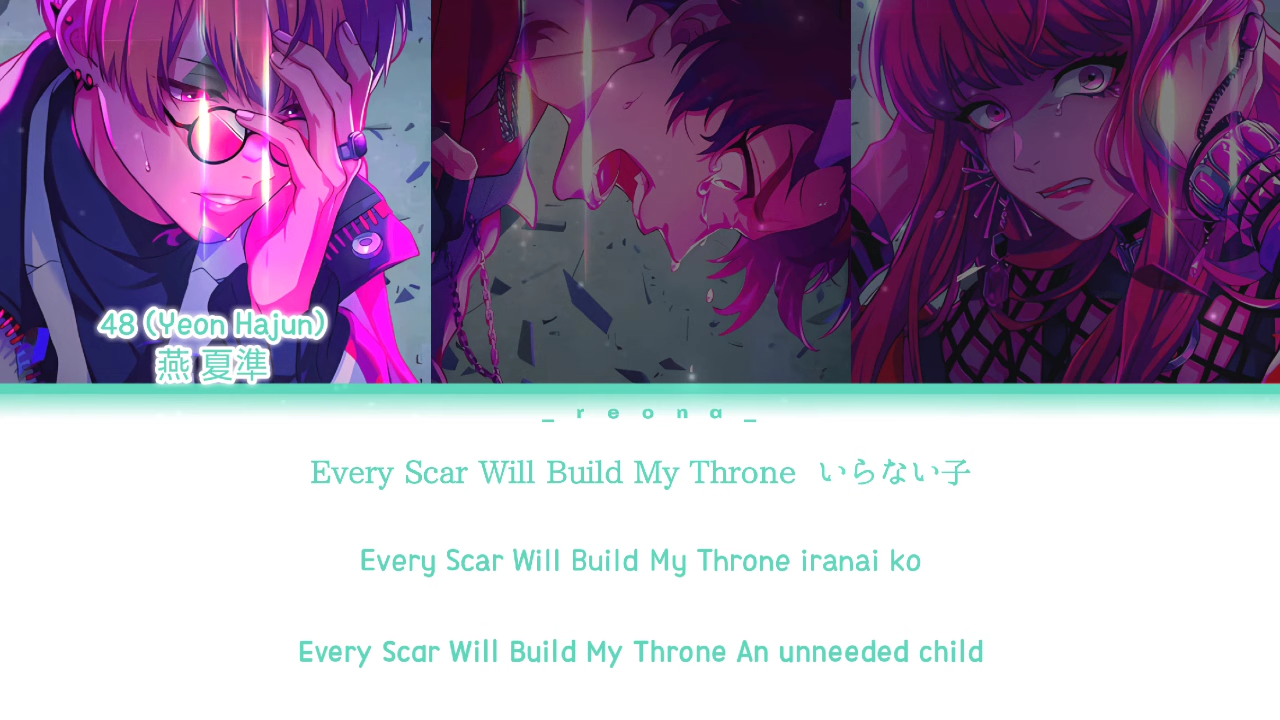 48 (Yeon Hajun)
燕 夏準
_ r e o n a _
Every Scar Will Build My Throne いらない子
Every Scar Will Build My Throne iranai ko
Every Scar Will Build My Throne An unneeded child